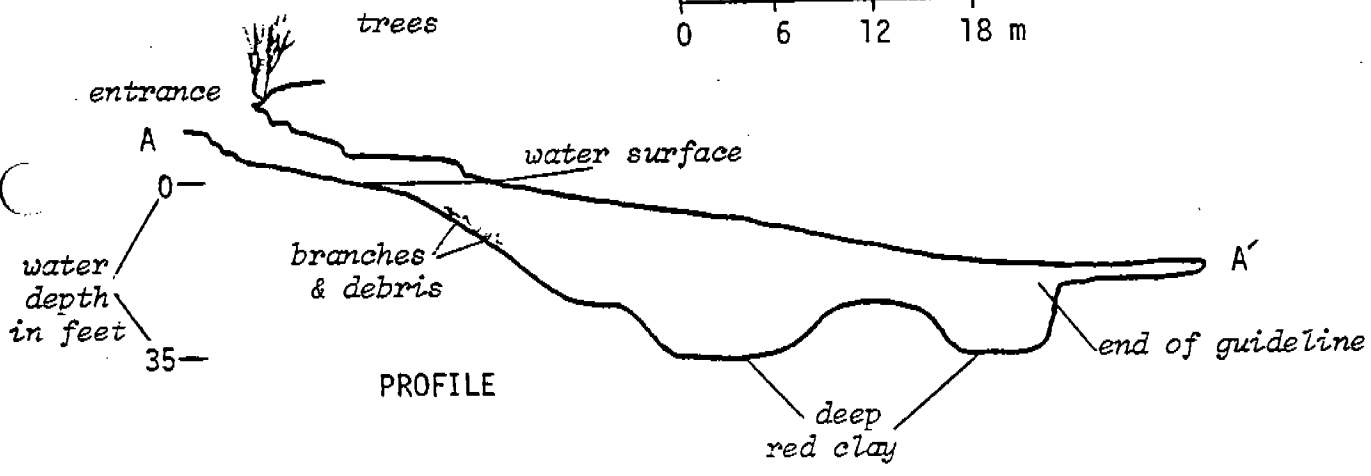 trees
0 6 12 18 m
entrance
A
water surface
0
branches
& debris
A′
water
depth
in feet
end of guideline
35
PROFILE
deep
red clay